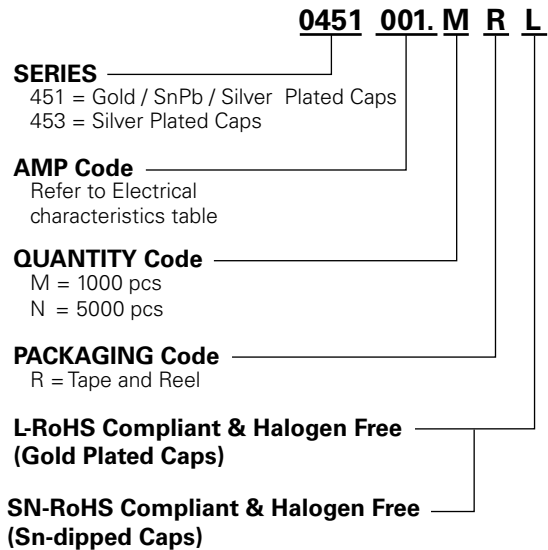 0451 001. M R L
SERIES
451 = Gold / SnPb / Silver Plated Caps
453 = Silver Plated Caps
AMP Code
Refer to Electrical
characteristics table
QUANTITY Code
M = 1000 pcs
N = 5000 pcs
PACKAGING Code
R = Tape and Reel
L-RoHS Compliant & Halogen Free
(Gold Plated Caps)
SN-RoHS Compliant & Halogen Free
(Sn-dipped Caps)